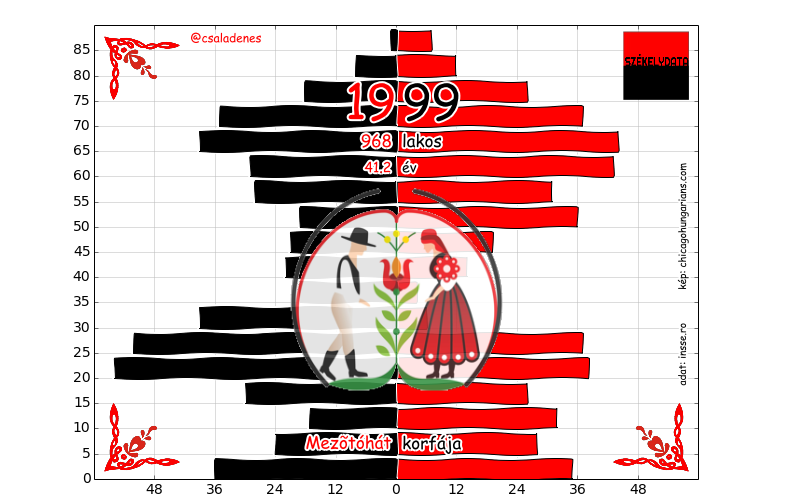 @csaladenes
SZÉKELYDATA
1999
968 lakos
41,2 év
kép: chicagohungarians.com
adat: insse.ro
Mezőtóhát korfája
85
80
75
70
65
60
55
50
45
40
35
30
25
20
15
10
5
0
48 36 24 12 0 12 24 36 48